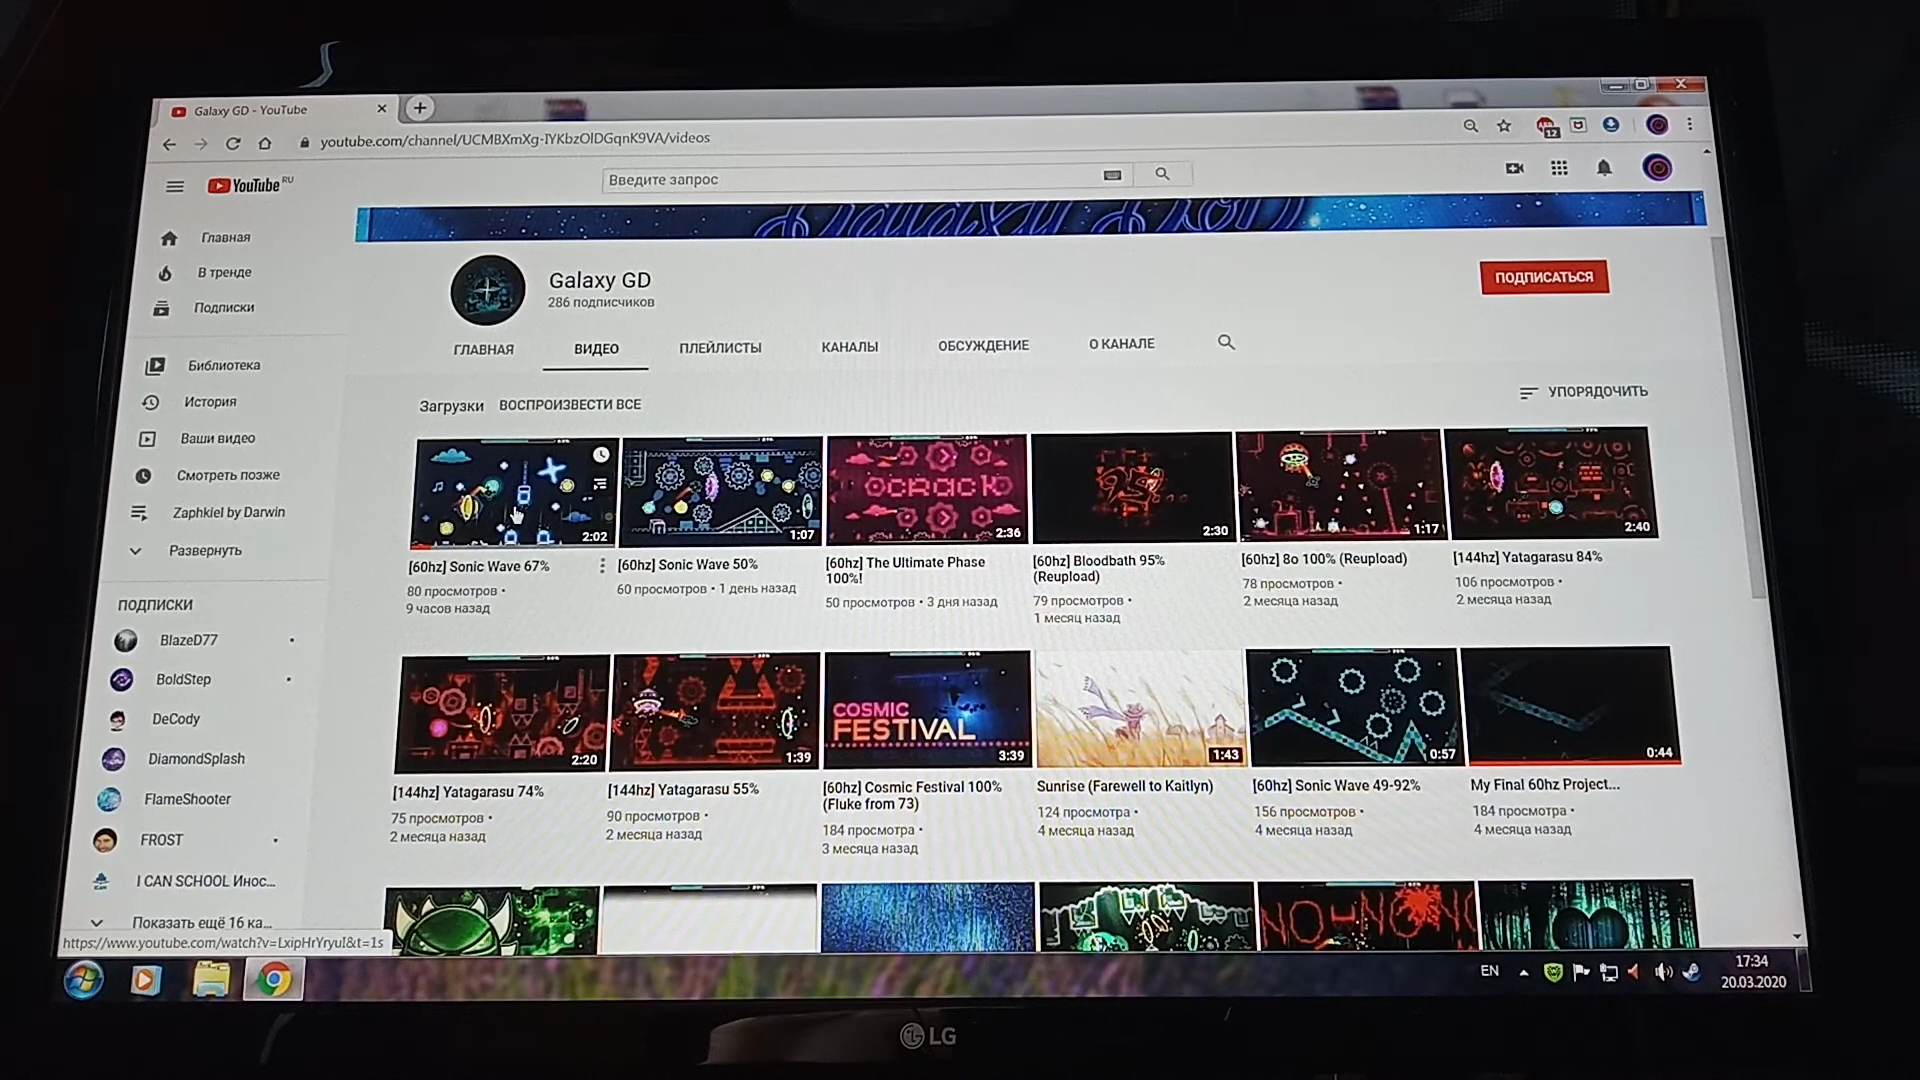 Galaxy GD - YouTube
youtube.com/channel/UCMBXmXg-IYKbzOlDGqnK9VA/videos
12
YouTube RU
Введите запрос
Главная
В тренде
Подписки
Библиотека
История
Ваши видео
Смотреть позже
Zaphkiel by Darwin
Развернуть
ПОДПИСКИ
BlazeD77
BoldStep
DeCody
DiamondSplash
FlameShooter
FROST
I CAN SCHOOL Инос...
Показать ещё 16 ка...
https://www.youtube.com/watch?v=LxipHrYryuI&t=1s
Galaxy GD
286 подписчиков
ПОДПИСАТЬСЯ
ГЛАВНАЯ ВИДЕО ПЛЕЙЛИСТЫ КАНАЛЫ ОБСУЖДЕНИЕ О КАНАЛЕ
Загрузки ВОСПРОИЗВЕСТИ ВСЕ
УПОРЯДОЧИТЬ
2:02
[60hz] Sonic Wave 67%
80 просмотров •
9 часов назад
1:07
[60hz] Sonic Wave 50%
60 просмотров • 1 день назад
crack
2:36
[60hz] The Ultimate Phase
100%!
50 просмотров • 3 дня назад
2:30
[60hz] Bloodbath 95%
(Reupload)
79 просмотров •
1 месяц назад
1:17
[60hz] 8o 100% (Reupload)
78 просмотров •
2 месяца назад
2:40
[144hz] Yatagarasu 84%
106 просмотров •
2 месяца назад
2:20
[144hz] Yatagarasu 74%
75 просмотров •
2 месяца назад
1:39
[144hz] Yatagarasu 55%
90 просмотров •
2 месяца назад
COSMIC
FESTIVAL
3:39
[60hz] Cosmic Festival 100%
(Fluke from 73)
184 просмотра •
3 месяца назад
1:43
Sunrise (Farewell to Kaitlyn)
124 просмотра •
4 месяца назад
0:57
[60hz] Sonic Wave 49-92%
156 просмотров •
4 месяца назад
0:44
My Final 60hz Project...
184 просмотра •
4 месяца назад
EN
17:34
20.03.2020
LG